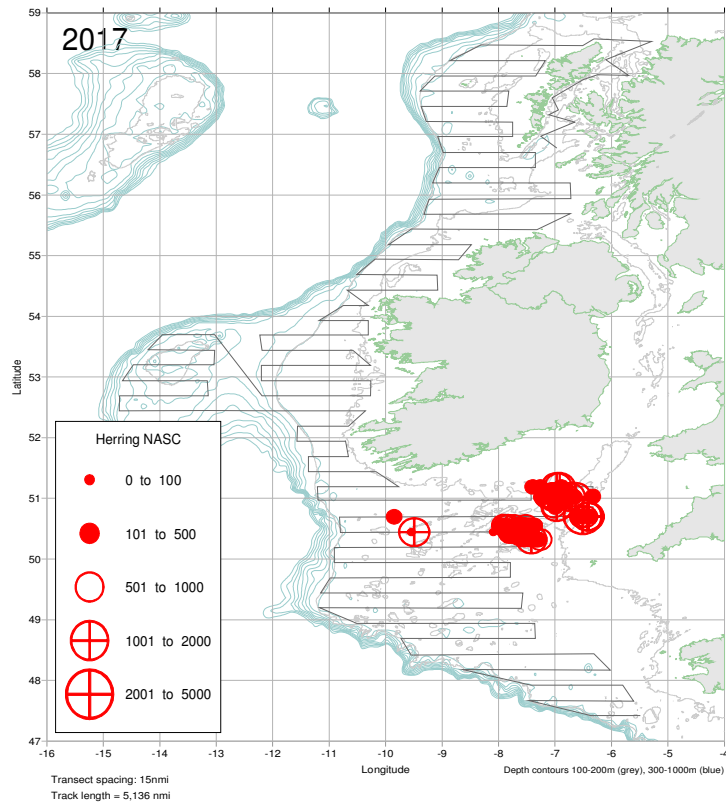 2017
59
58
57
56
55
54
53
52
51
50
49
48
47
Latitude
Herring NASC
0 to 100
101 to 500
501 to 1000
1001 to 2000
2001 to 5000
-16 -15 -14 -13 -12 -11 -10 -9 -8 -7 -6 -5 -4
Longitude
Depth contours 100-200m (grey), 300-1000m (blue)
Transect spacing: 15nmi
Track length = 5,136 nmi